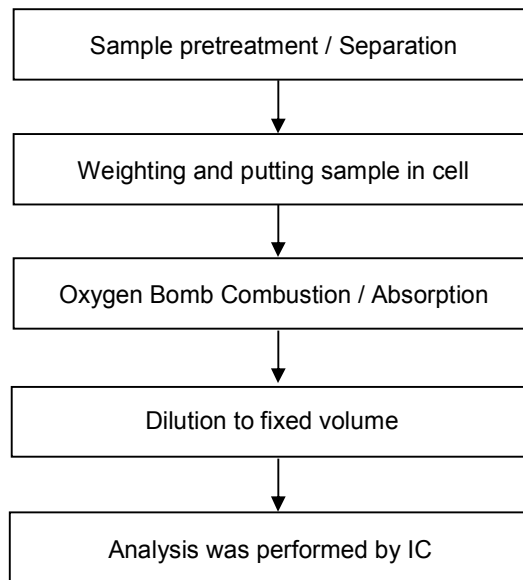 Sample pretreatment / Separation
Weighting and putting sample in cell
Oxygen Bomb Combustion / Absorption
Dilution to fixed volume
Analysis was performed by IC